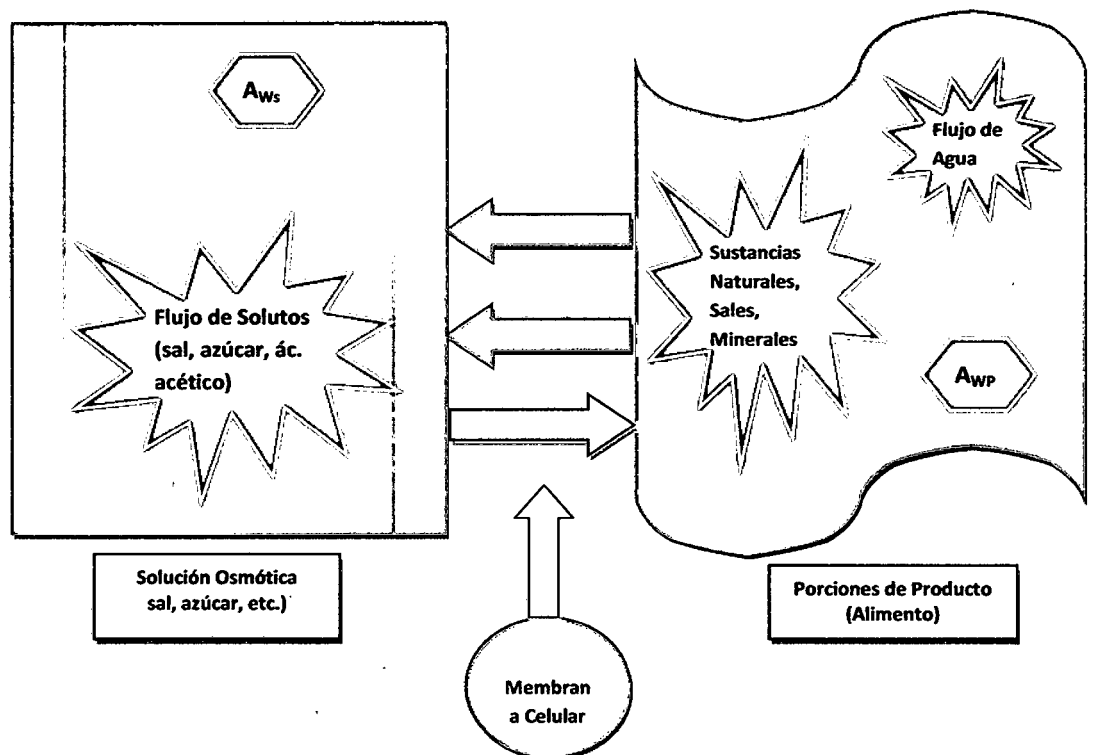 Aws
Flujo de
Agua
Sustancias
Naturales,
Sales,
Minerales
Flujo de Solutos
(sal, azúcar, ác.
acético)
AWP
Solución Osmótica
sal, azúcar, etc.)
Porciones de Producto
(Alimento)
Membran
a Celular